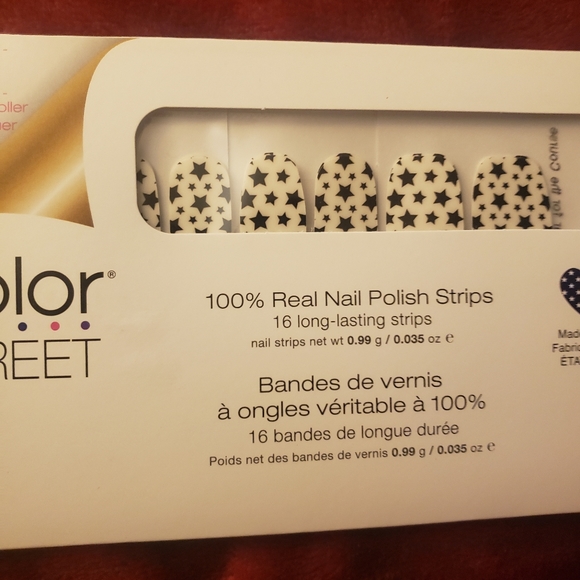 oller
olor®
REET
100% Real Nail Polish Strips
16 long-lasting strips
nail strips net wt 0.99 g / 0.035 oz ℮
Bandes de vernis
à ongles véritable à 100%
16 bandes de longue durée
Poids net des bandes de vernis 0.99 g / 0.035 oz ℮
Made
Fabric
ÉTA